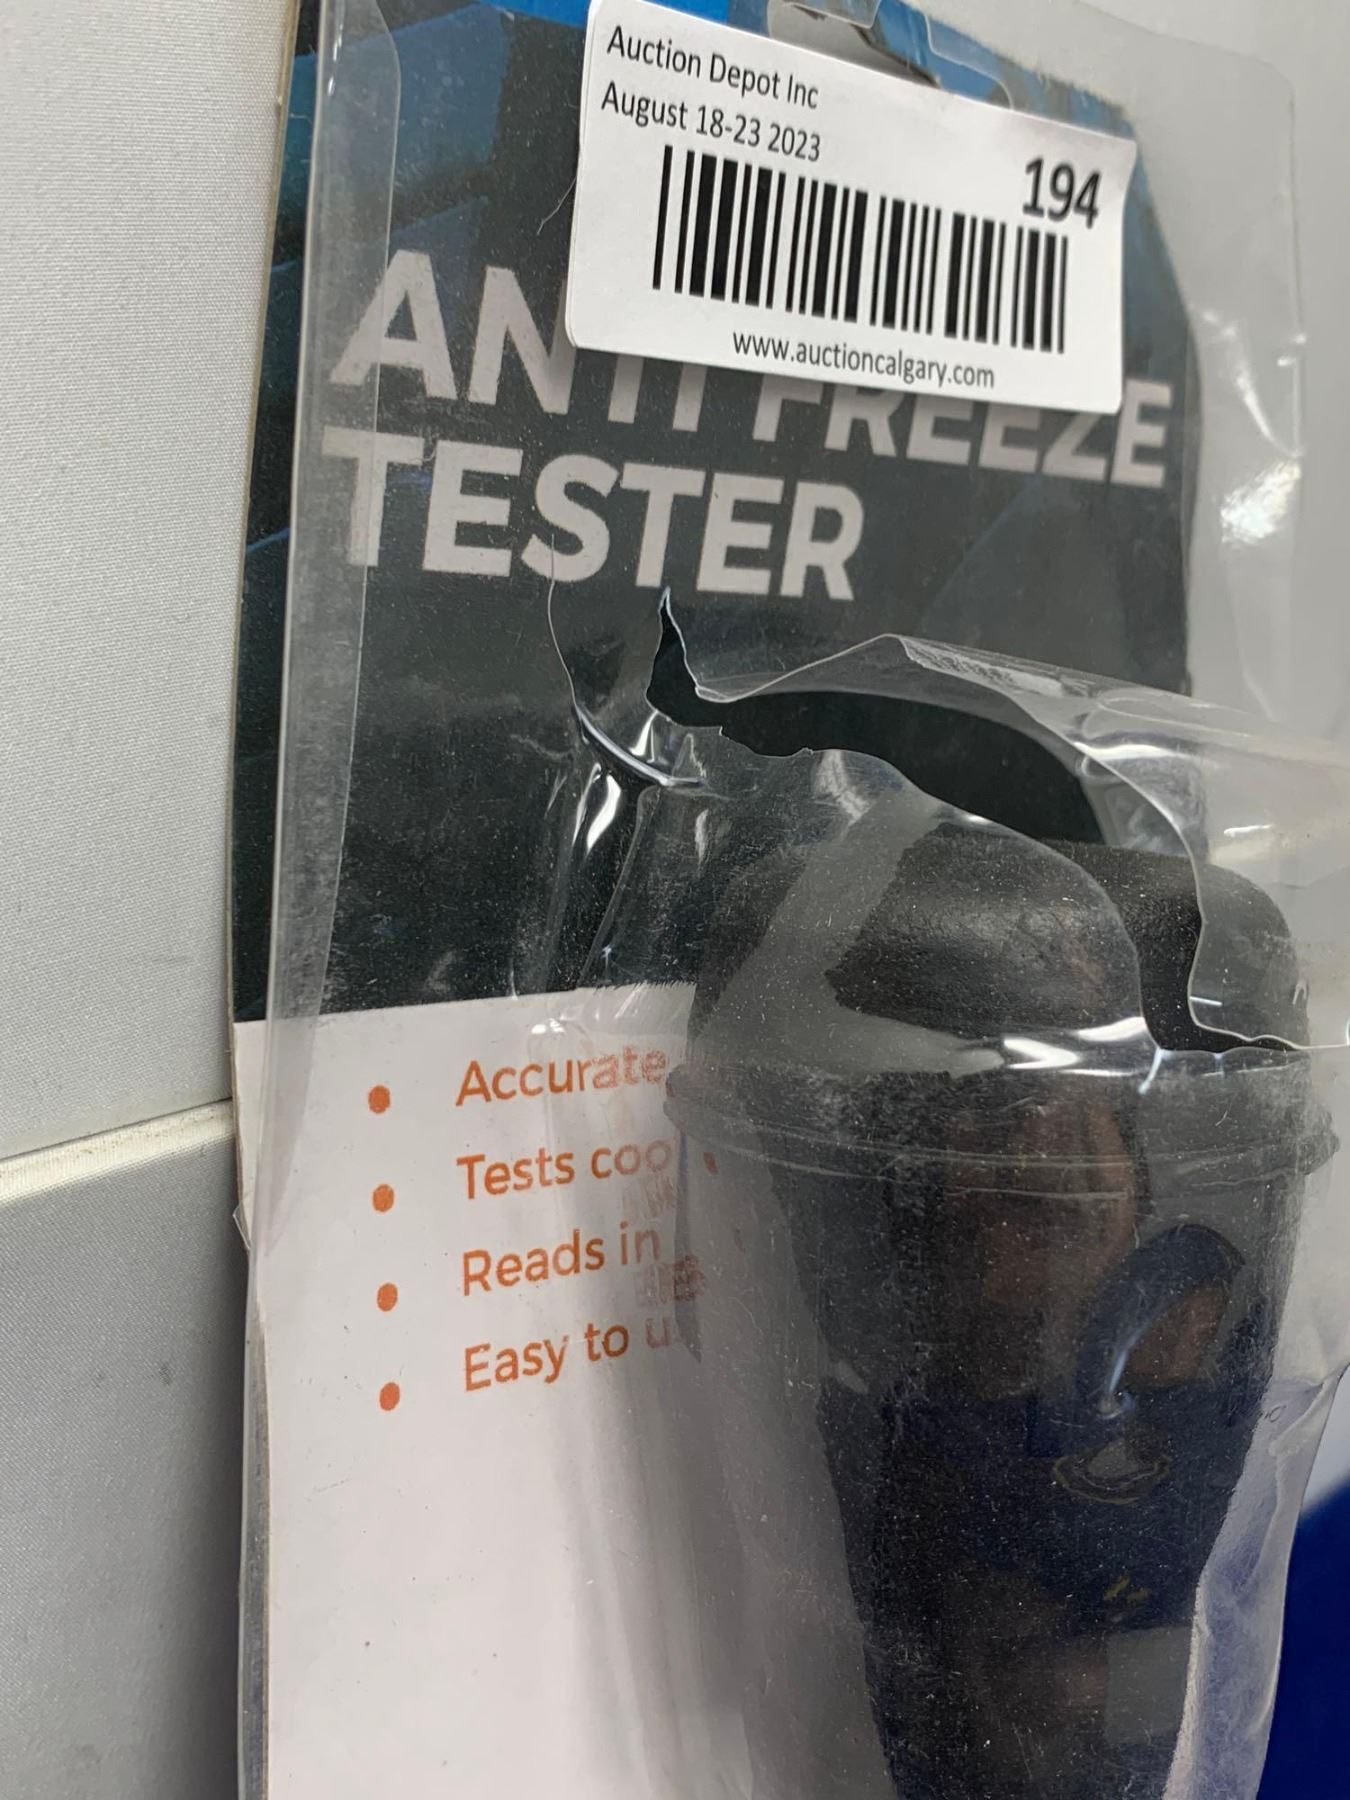 Auction Depot Inc
August 18-23 2023
194
www.auctioncalgary.com
ANTI FREEZE
TESTER
• Accurate
• Tests
• Reads in
• Easy to